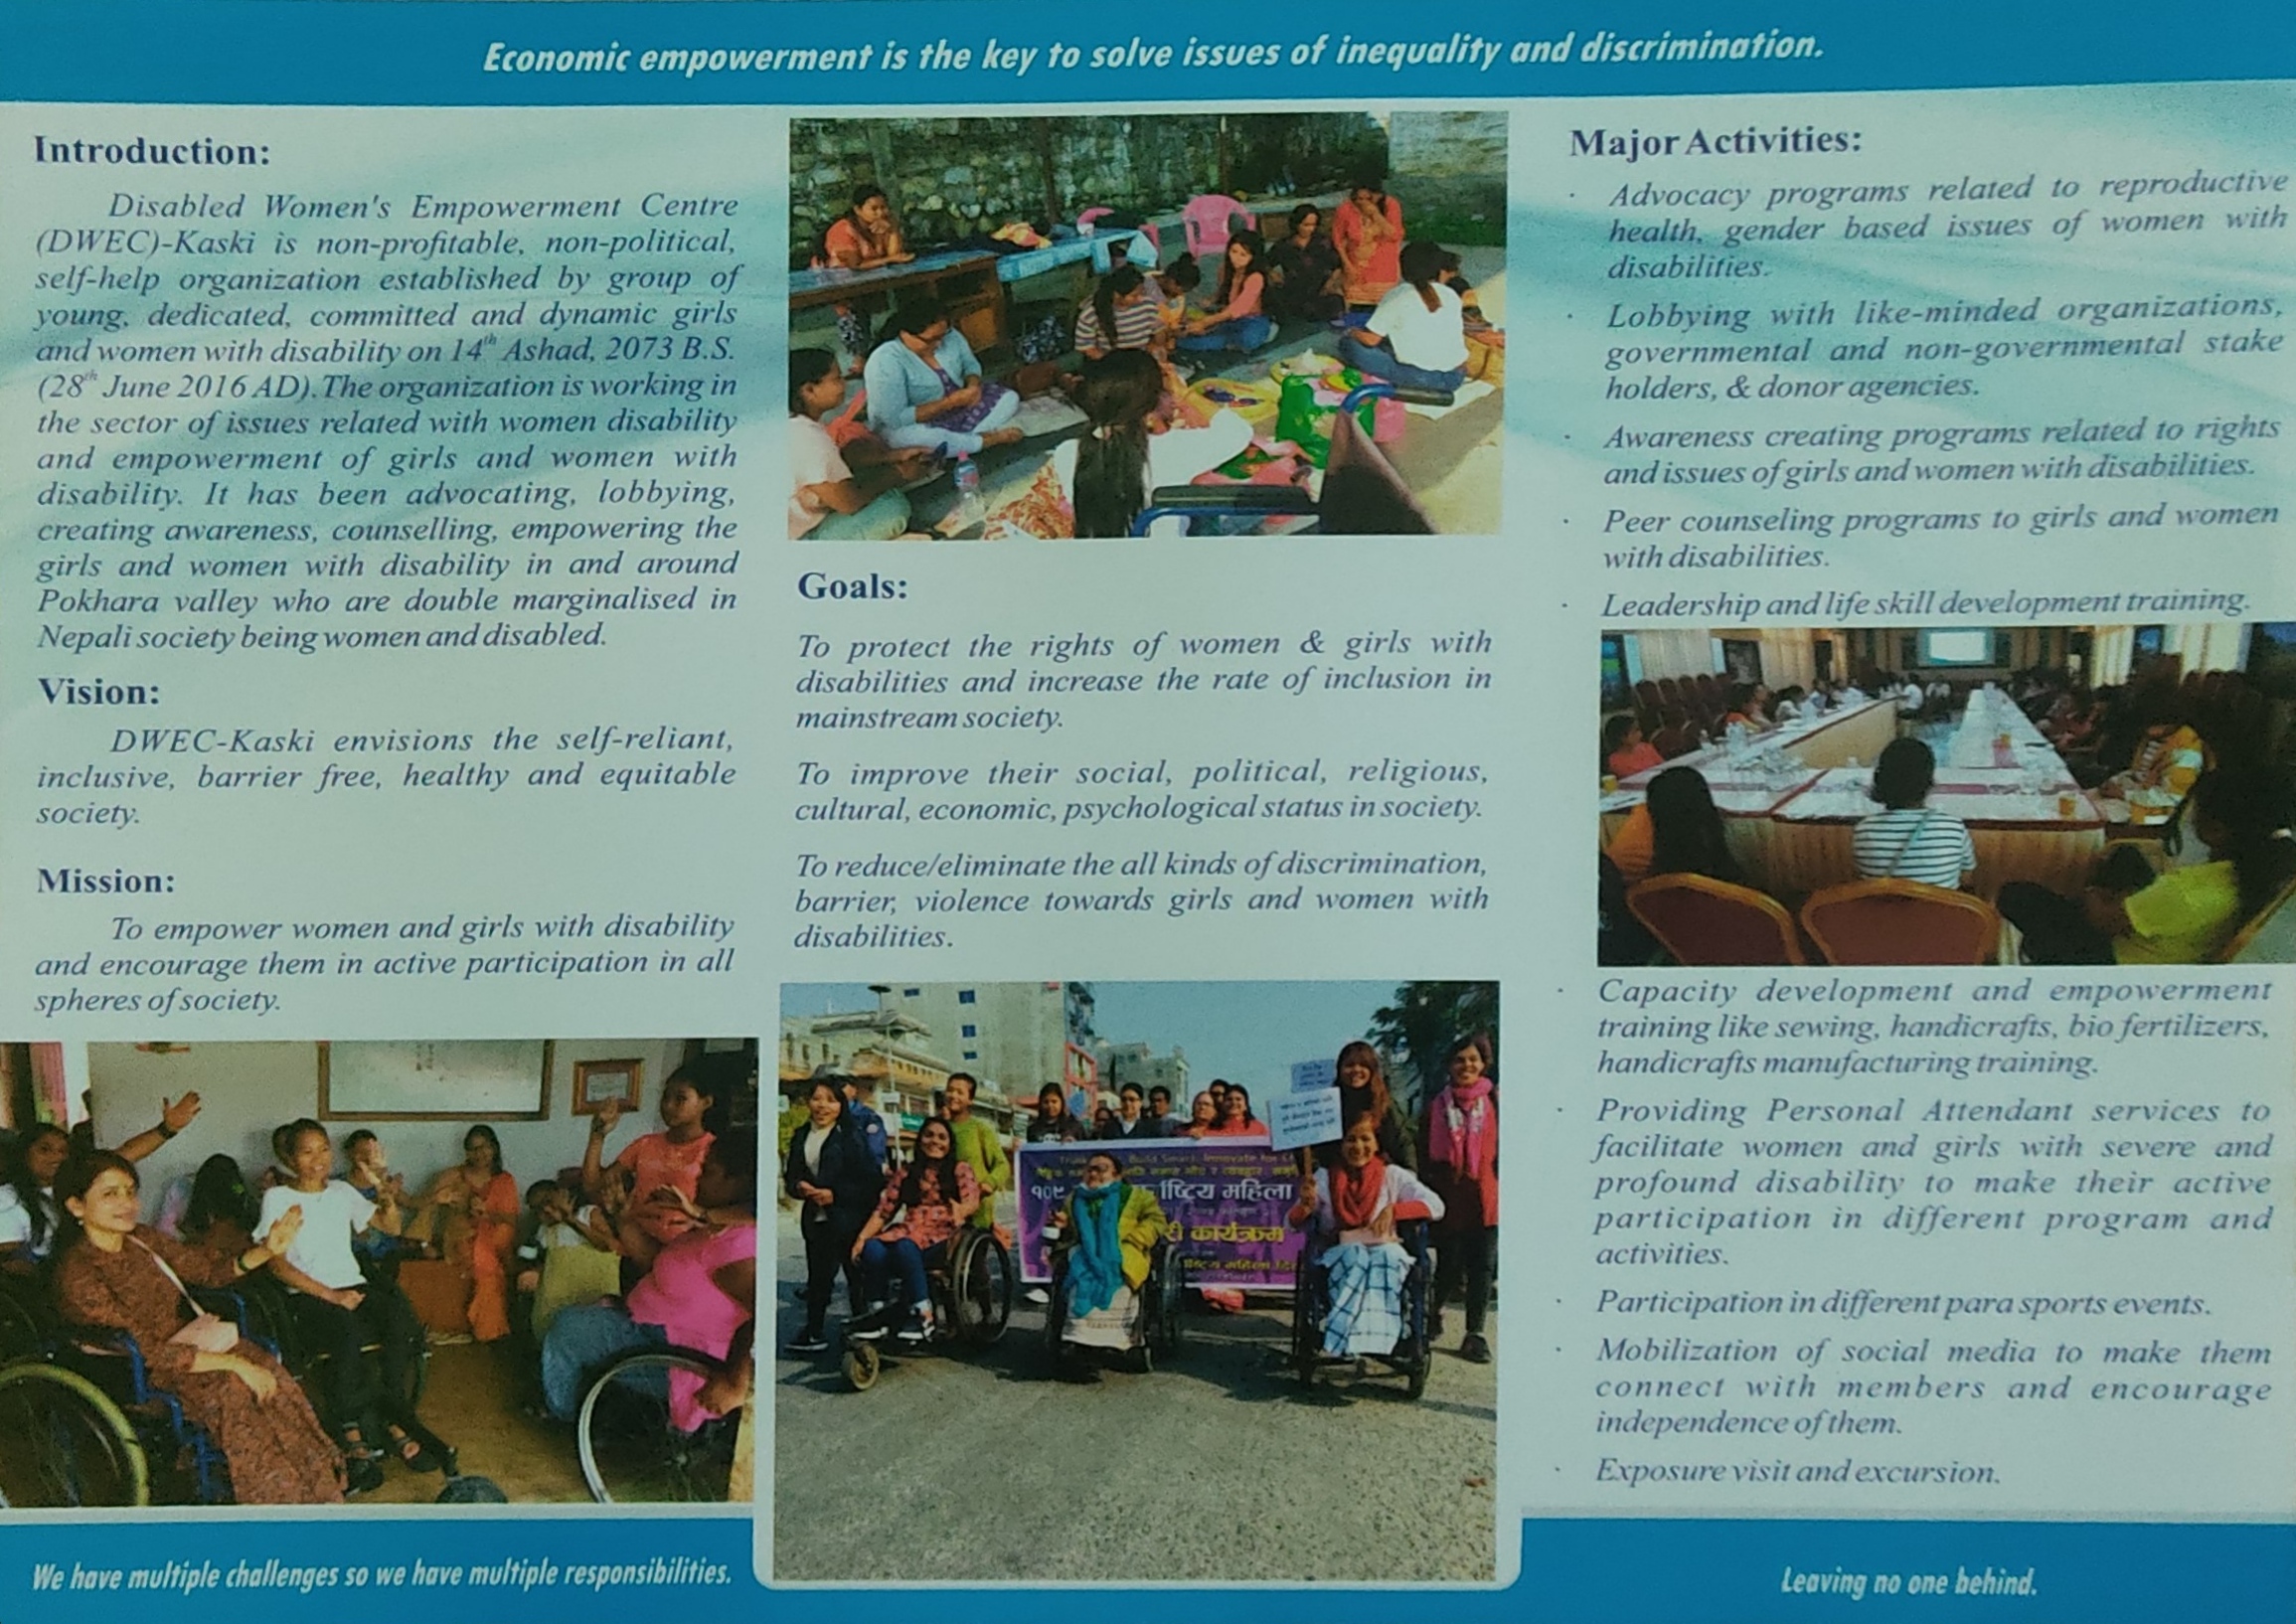 Economic empowerment is the key to solve issues of inequality and discrimination.
Introduction:
Disabled Women's Empowerment Centre
(DWEC)-Kaski is non-profitable, non-political,
self-help organization established by group of
young, dedicated, committed and dynamic girls
and women with disability on 14th Ashad, 2073 B.S.
(28th June 2016 AD). The organization is working in
the sector of issues related with women disability
and empowerment of girls and women with
disability. It has been advocating, lobbying,
creating awareness, counselling, empowering the
girls and women with disability in and around
Pokhara valley who are double marginalised in
Nepali society being women and disabled.
Vision:
DWEC-Kaski envisions the self-reliant,
inclusive, barrier free, healthy and equitable
society.
Mission:
To empower women and girls with disability
and encourage them in active participation in all
spheres of society.
We have multiple challenges so we have multiple responsibilities.
Goals:
To protect the rights of women & girls with
disabilities and increase the rate of inclusion in
mainstream society.
To improve their social, political, religious,
cultural, economic, psychological status in society.
To reduce/eliminate the all kinds of discrimination,
barrier, violence towards girls and women with
disabilities.
Build Smart, Innovate for
१०९
ष्ट्रिय महिला
री कार्यक्रम
ष्ट्रिय महिला
Major Activities:
· Advocacy programs related to reproductive
health, gender based issues of women with
disabilities.
· Lobbying with like-minded organizations,
governmental and non-governmental stake
holders, & donor agencies.
· Awareness creating programs related to rights
and issues of girls and women with disabilities.
· Peer counseling programs to girls and women
with disabilities.
· Leadership and life skill development training.
· Capacity development and empowerment
training like sewing, handicrafts, bio fertilizers,
handicrafts manufacturing training.
· Providing Personal Attendant services to
facilitate women and girls with severe and
profound disability to make their active
participation in different program and
activities.
· Participation in different para sports events.
· Mobilization of social media to make them
connect with members and encourage
independence of them.
· Exposure visit and excursion.
Leaving no one behind.